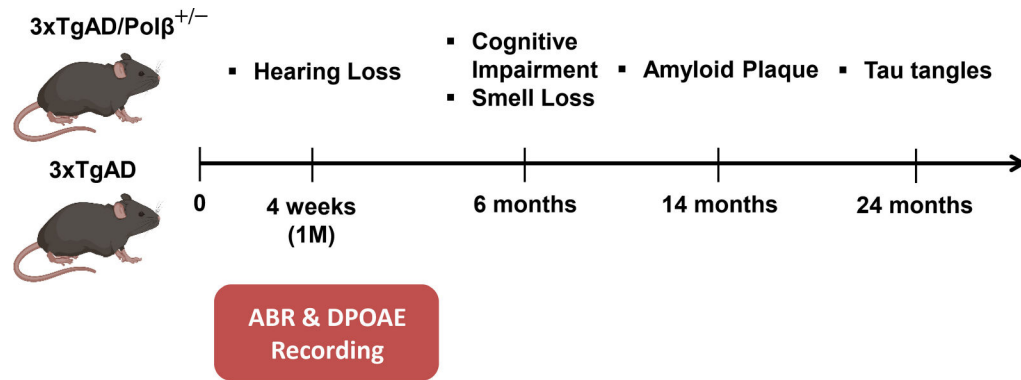 3xTgAD/Polβ+/−
▪ Hearing Loss
▪ Cognitive
Impairment
▪ Smell Loss
▪ Amyloid Plaque
▪ Tau tangles
3xTgAD
0
4 weeks
(1M)
6 months
14 months
24 months
ABR & DPOAE
Recording